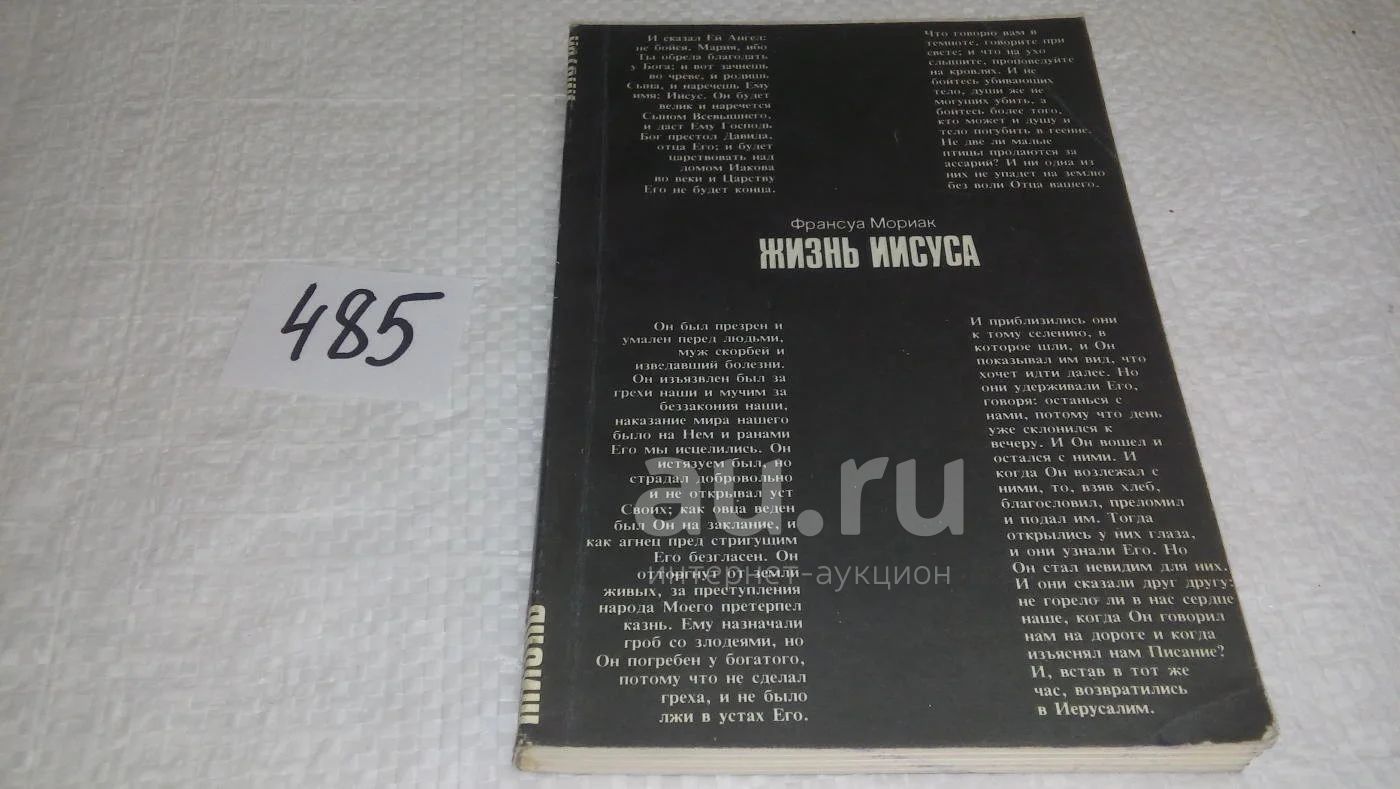 485
И сказал Ей Ангел:
не бойся, Мария, ибо
Ты обрела благодать
у Бога; и вот зачнешь
во чреве, и родишь
Сына, и наречешь Ему
имя: Иисус. Он будет
велик и наречется
Сыном Всевышнего,
и даст Ему Господь
Бог престол Давида,
отца Его; и будет
царствовать над
домом Иакова
во веки и Царству
Его не будет конца.
Что говорю вам в
темноте, говорите при
свете; и что на ухо
слышите, проповедуйте
на кровлях. И не
бойтесь убивающих
тело, души же не
могущих убить, а
бойтесь более того,
кто может и душу и
тело погубить в геенне.
Не две ли малые
птицы продаются за
ассарий? И ни одна из
них не упадет на землю
без воли Отца вашего.
Франсуа Мориак
ЖИЗНЬ ИИСУСА
Он был презрен и
умален перед людьми,
муж скорбей и
изведавший болезни.
Он изъязвлен был за
грехи наши и мучим за
беззакония наши,
наказание мира нашего
было на Нем и ранами
Его мы исцелились. Он
истязуем был, но
страдал добровольно
и не открывал уст
Своих; как овца веден
был Он на заклание, и
как агнец пред стригущим
Его безгласен. Он
отторгнут от земли
живых, за преступления
народа Моего претерпел
казнь. Ему назначали
гроб со злодеями, но
Он погребен у богатого,
потому что не сделал
греха, и не было
лжи в устах Его.
И приблизились они
к тому селению, в
которое шли, и Он
показывал им вид, что
хочет идти далее. Но
они удерживали Его,
говоря: останься с
нами, потому что день
уже склонился к
вечеру. И Он вошел и
остался с ними. И
когда Он возлежал с
ними, то, взяв хлеб,
благословил, преломил
и подал им. Тогда
открылись у них глаза,
и они узнали Его. Но
Он стал невидим для них.
И они сказали друг другу:
не горело ли в нас сердце
наше, когда Он говорил
нам на дороге и когда
изъяснял нам Писание?
И, встав в тот же
час, возвратились
в Иерусалим.
au.ru
интернет-аукцион